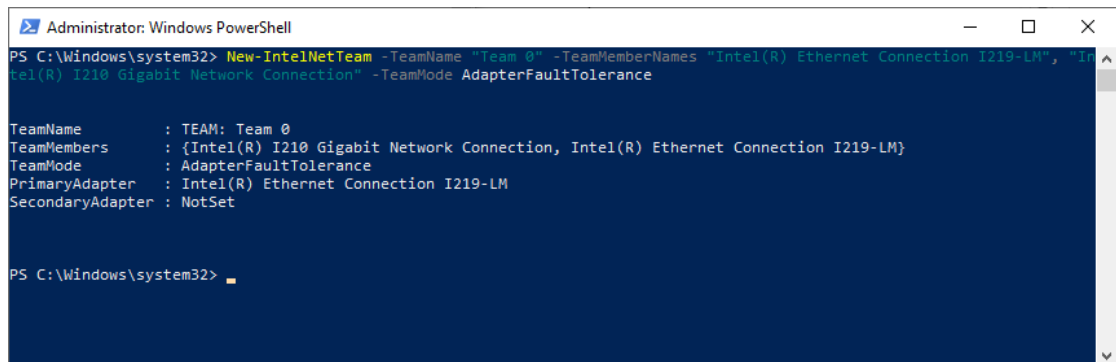 Administrator: Windows PowerShell
PS C:\Windows\system32> New-IntelNetTeam -TeamName "Team 0" -TeamMemberNames "Intel(R) Ethernet Connection I219-LM", "In
tel(R) I210 Gigabit Network Connection" -TeamMode AdapterFaultTolerance
TeamName : TEAM: Team 0
TeamMembers : {Intel(R) I210 Gigabit Network Connection, Intel(R) Ethernet Connection I219-LM}
TeamMode : AdapterFaultTolerance
PrimaryAdapter : Intel(R) Ethernet Connection I219-LM
SecondaryAdapter : NotSet
PS C:\Windows\system32>